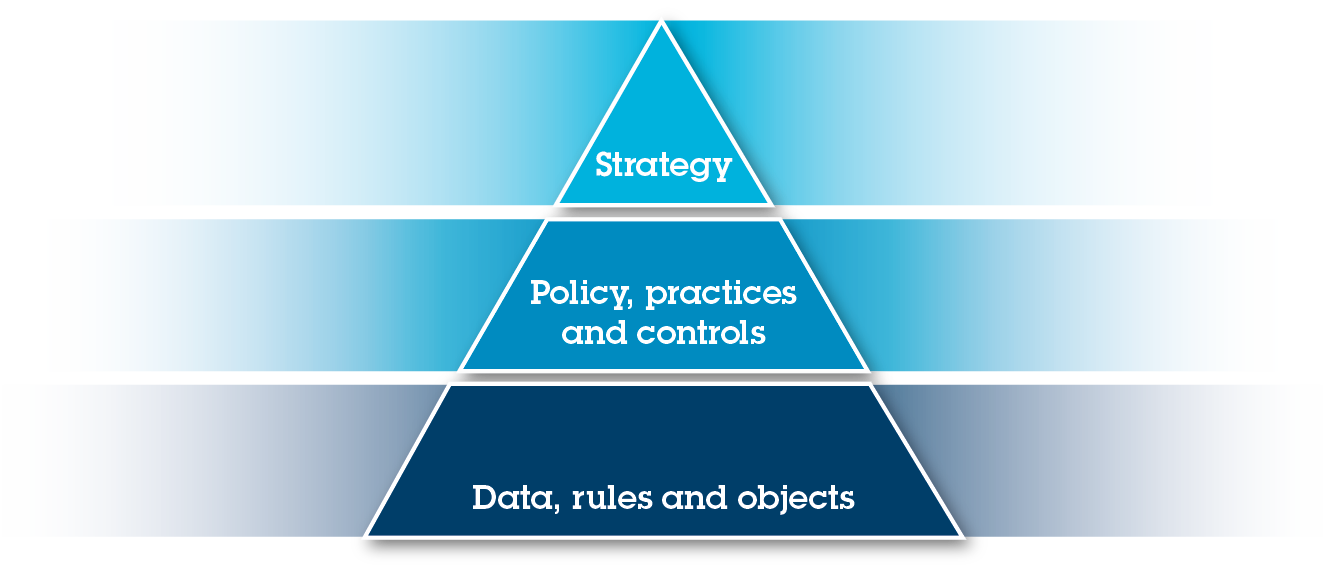 Strategy
Policy, practices
and controls
Data, rules and objects